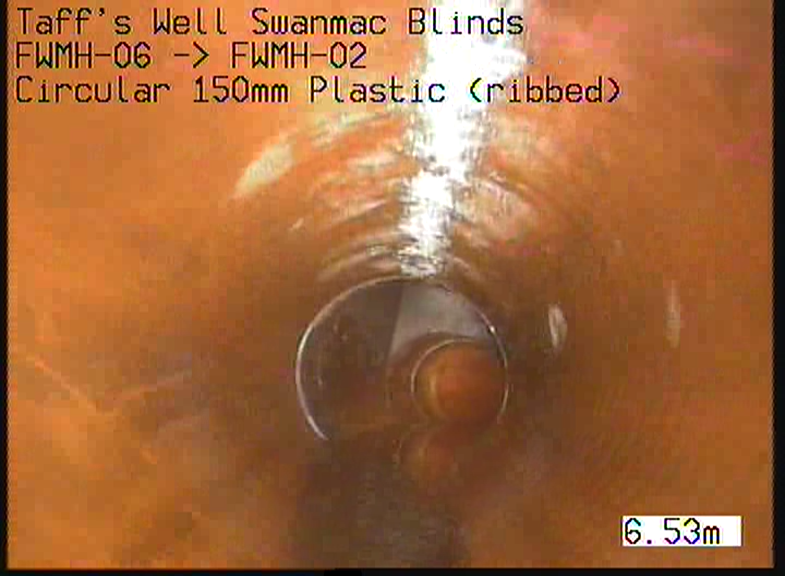 Taff's Well Swanmac Blinds
FWMH-06 -> FWMH-02
Circular 150mm Plastic (ribbed)
6.53m